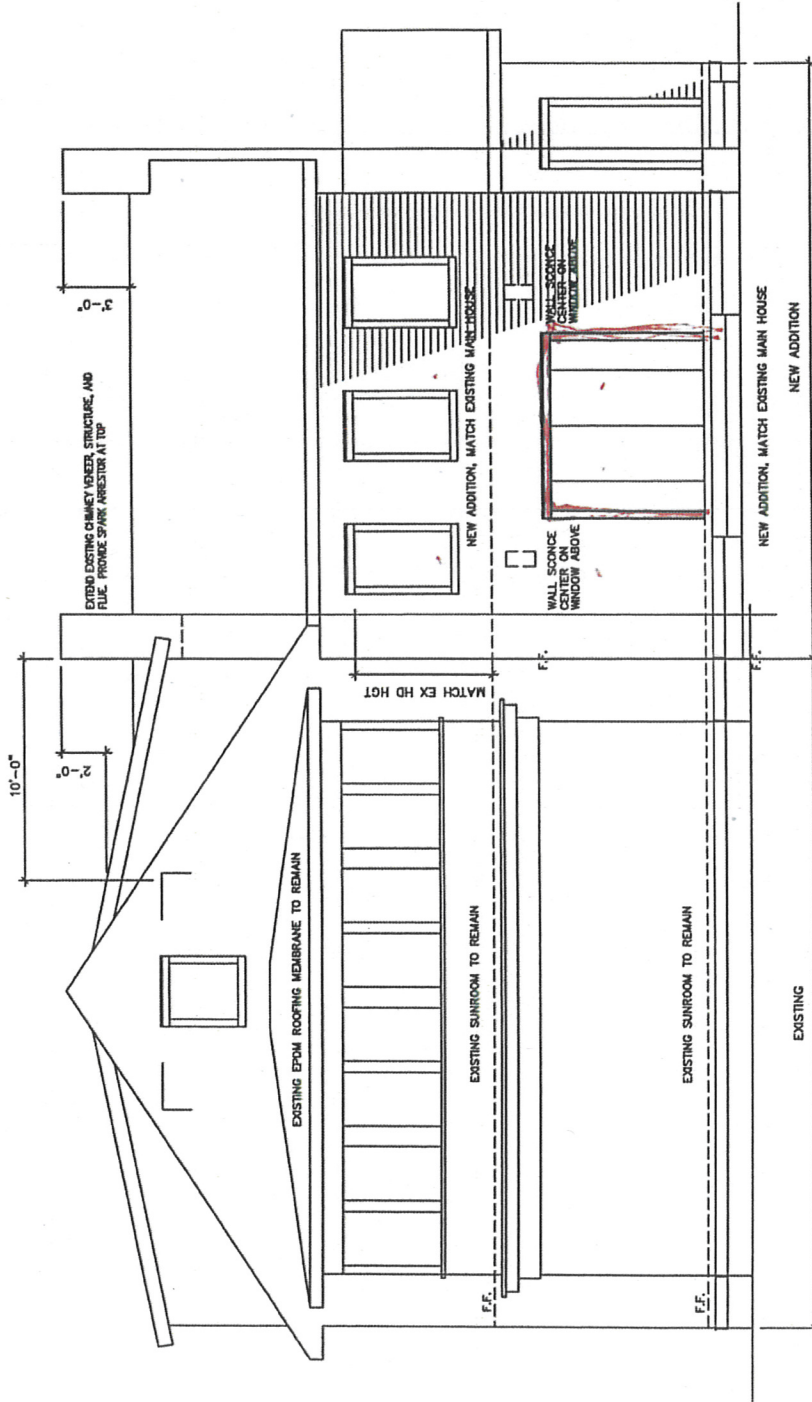 EXTEND EXISTING CHIMNEY VENEER, STRUCTURE, AND
FLUE. PROVIDE SPARK ARRESTOR AT TOP
10'-0"
2'-0"
3'-0"
EXISTING EPDM ROOFING MEMBRANE TO REMAIN
MATCH EX HD HGT
EXISTING SUNROOM TO REMAIN
NEW ADDITION, MATCH EXISTING MAIN HOUSE
F.F.
F.F.
WALL SCONCE
CENTER ON
WINDOW ABOVE
WALL SCONCE
CENTER ON
WINDOW ABOVE
EXISTING SUNROOM TO REMAIN
F.F.
F.F.
NEW ADDITION, MATCH EXISTING MAIN HOUSE
EXISTING
NEW ADDITION